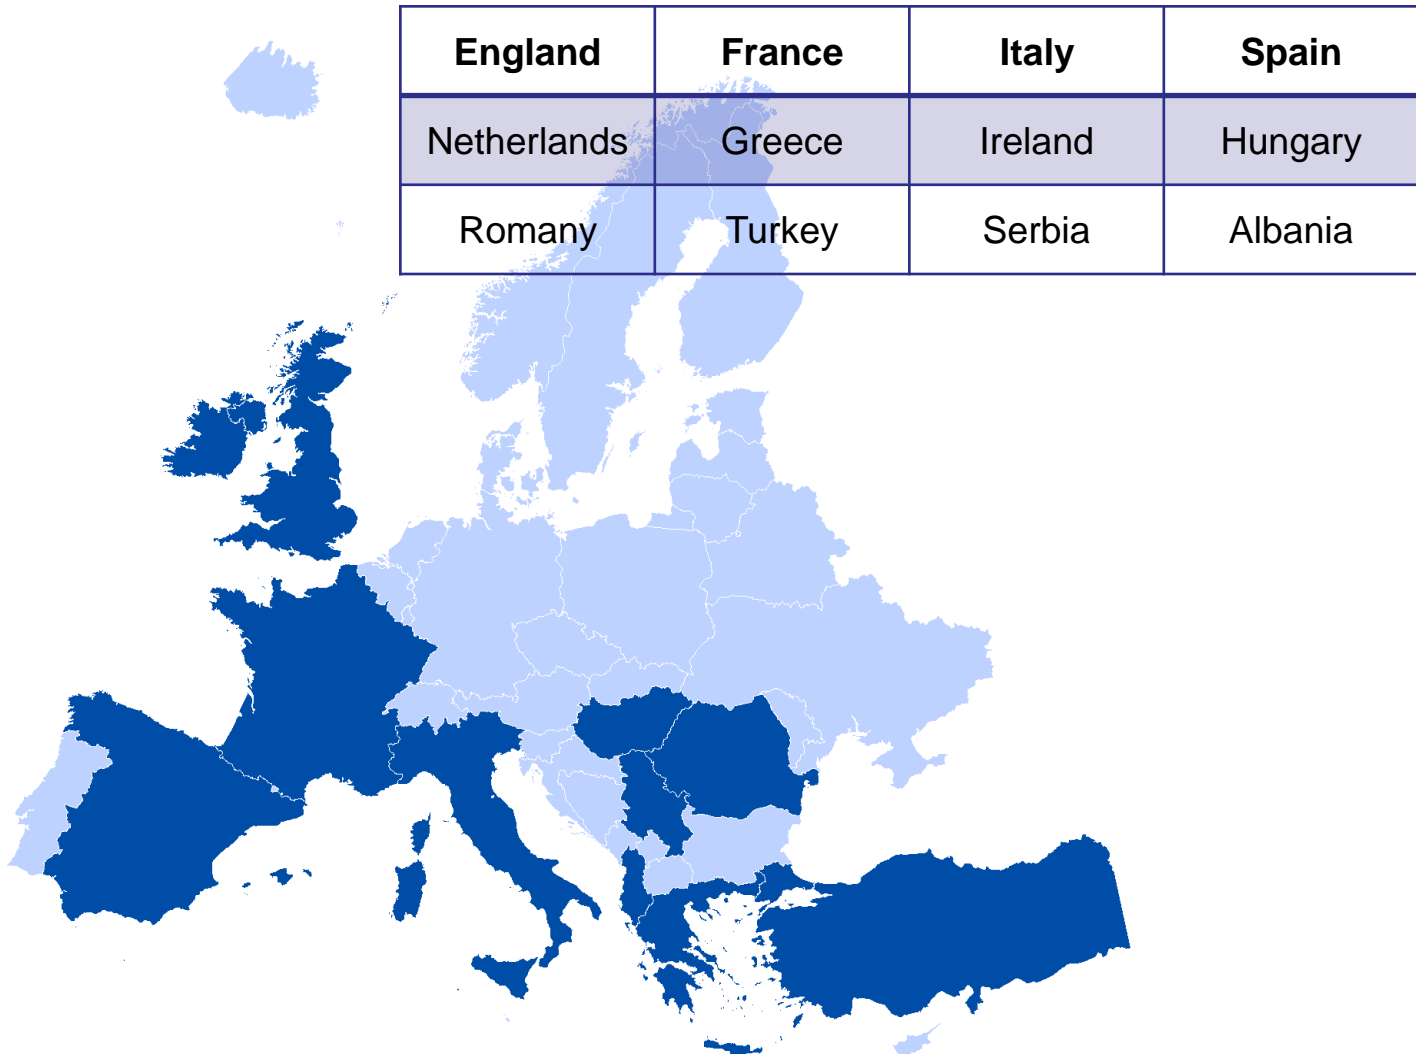 England France Italy Spain
Netherlands Greece Ireland Hungary
Romany Turkey Serbia Albania